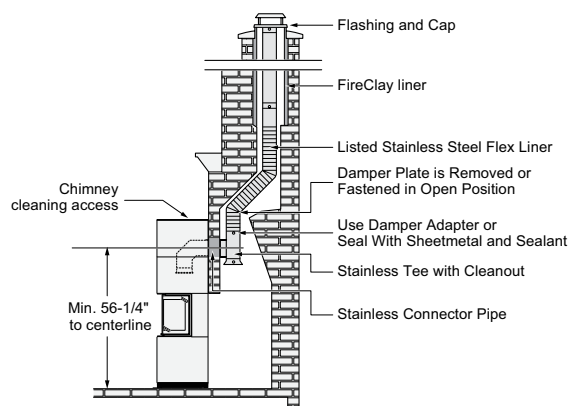 Flashing and Cap
FireClay liner
Listed Stainless Steel Flex Liner
Damper Plate is Removed or
Fastened in Open Position
Chimney
cleaning access
Use Damper Adapter or
Seal With Sheetmetal and Sealant
Stainless Tee with Cleanout
Min. 56-1/4"
to centerline
Stainless Connector Pipe